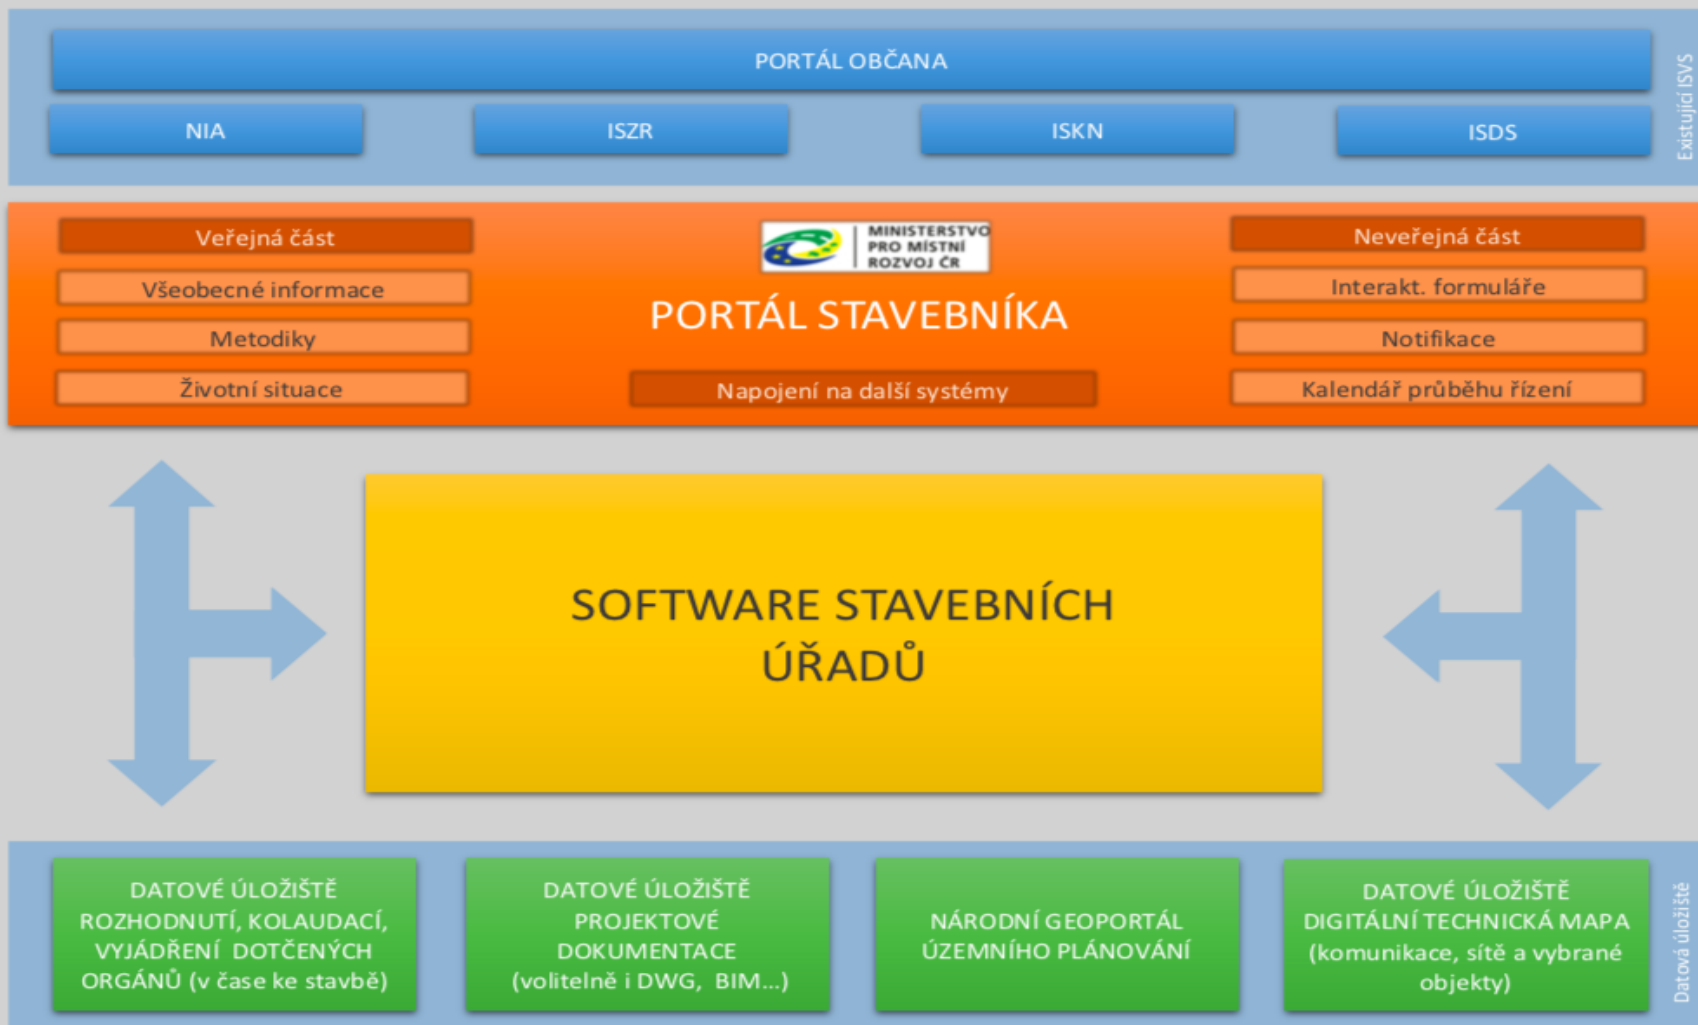 PORTÁL OBČANA
NIA
ISZR
ISKN
ISDS
Existující ISVS
Veřejná část
Všeobecné informace
Metodiky
Životní situace
MINISTERSTVO
PRO MÍSTNÍ
ROZVOJ ČR
PORTÁL STAVEBNÍKA
Napojení na další systémy
Neveřejná část
Interakt. formuláře
Notifikace
Kalendář průběhu řízení
SOFTWARE STAVEBNÍCH
ÚŘADŮ
DATOVÉ ÚLOŽIŠTĚ
ROZHODNUTÍ, KOLAUDACÍ,
VYJÁDŘENÍ DOTČENÝCH
ORGÁNŮ (v čase ke stavbě)
DATOVÉ ÚLOŽIŠTĚ
PROJEKTOVÉ
DOKUMENTACE
(volitelně i DWG, BIM...)
NÁRODNÍ GEOPORTÁL
ÚZEMNÍHO PLÁNOVÁNÍ
DATOVÉ ÚLOŽIŠTĚ
DIGITÁLNÍ TECHNICKÁ MAPA
(komunikace, sítě a vybrané
objekty)
Datová úložiště